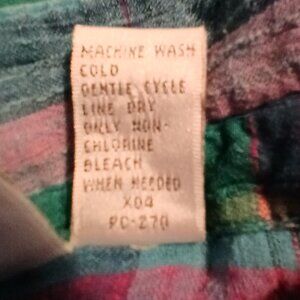 MACHINE WASH
COLD
GENTLE CYCLE
LINE DRY
ONLY NON-
CHLORINE
BLEACH
WHEN NEEDED
X04
PC-270